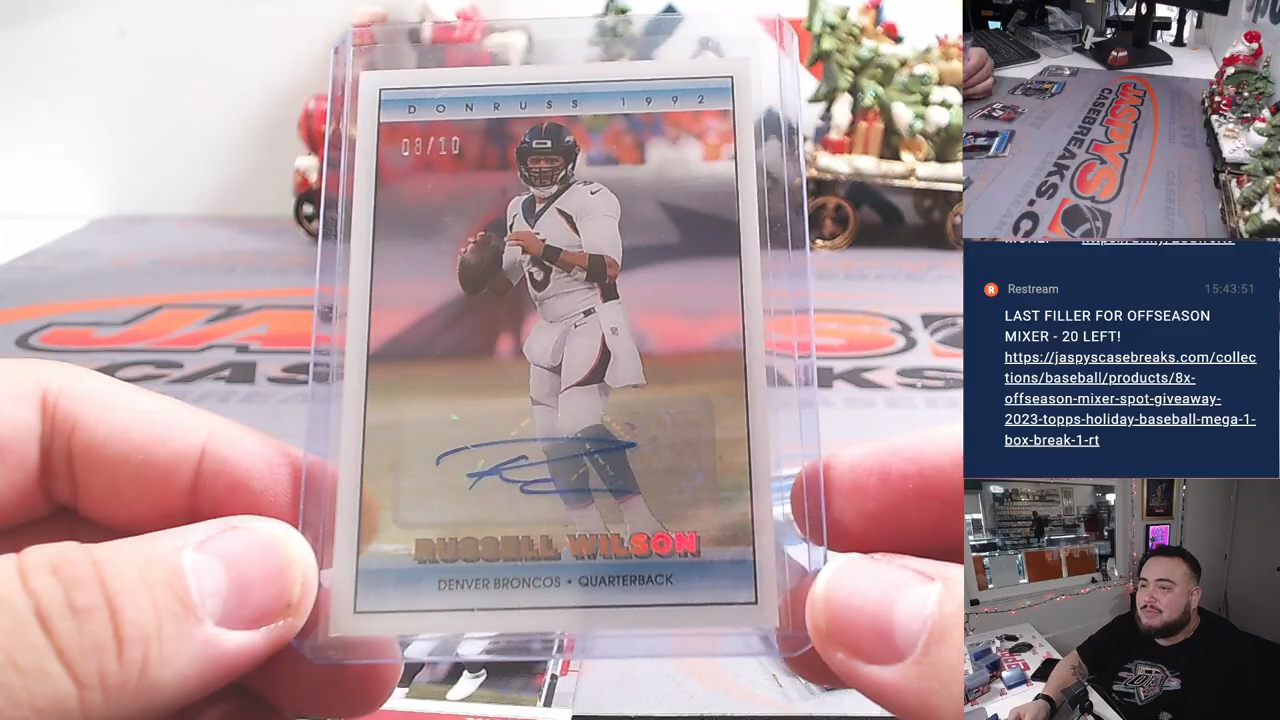 DONRUSS 1992
08/10
3
RUSSELL WILSON
DENVER BRONCOS • QUARTERBACK
JASPYS
CASEBREAKS.C
Restream 15:43:51
LAST FILLER FOR OFFSEASON
MIXER - 20 LEFT!
https://jaspyscasebreaks.com/collec
tions/baseball/products/8x-
offseason-mixer-spot-giveaway-
2023-topps-holiday-baseball-mega-1-
box-break-1-rt